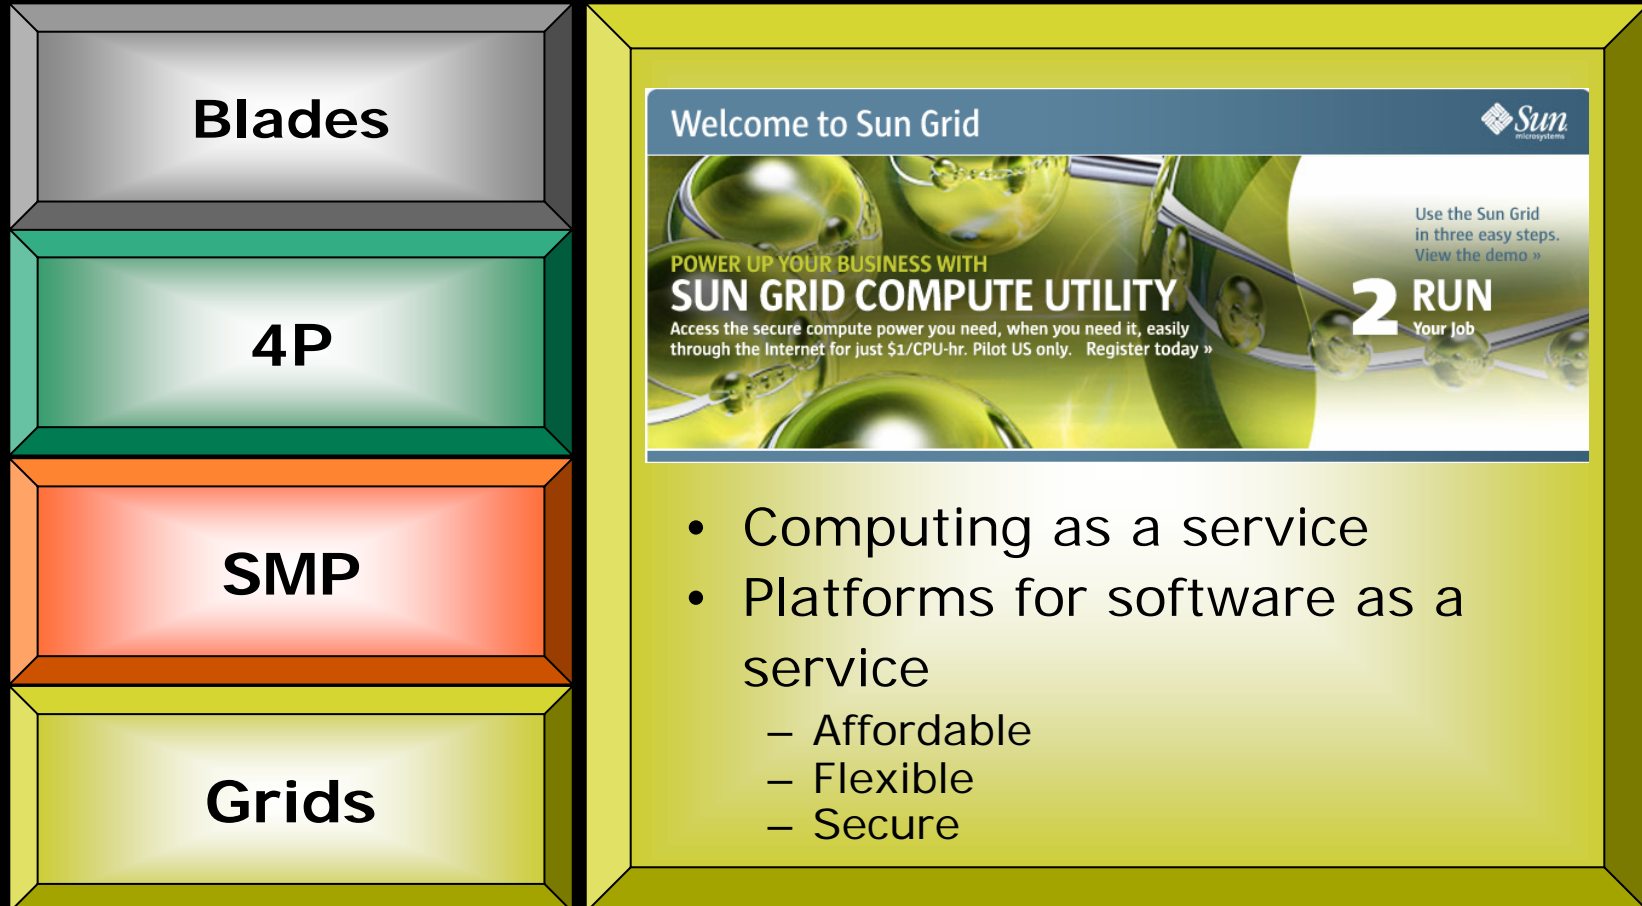 Blades
4P
SMP
Grids
Welcome to Sun Grid
Sun
microsystems
POWER UP YOUR BUSINESS WITH
SUN GRID COMPUTE UTILITY
Access the secure compute power you need, when you need it, easily
through the Internet for just $1/CPU-hr. Pilot US only. Register today »
Use the Sun Grid
in three easy steps.
View the demo »
2 RUN
Your Job
• Computing as a service
• Platforms for software as a
service
– Affordable
– Flexible
– Secure